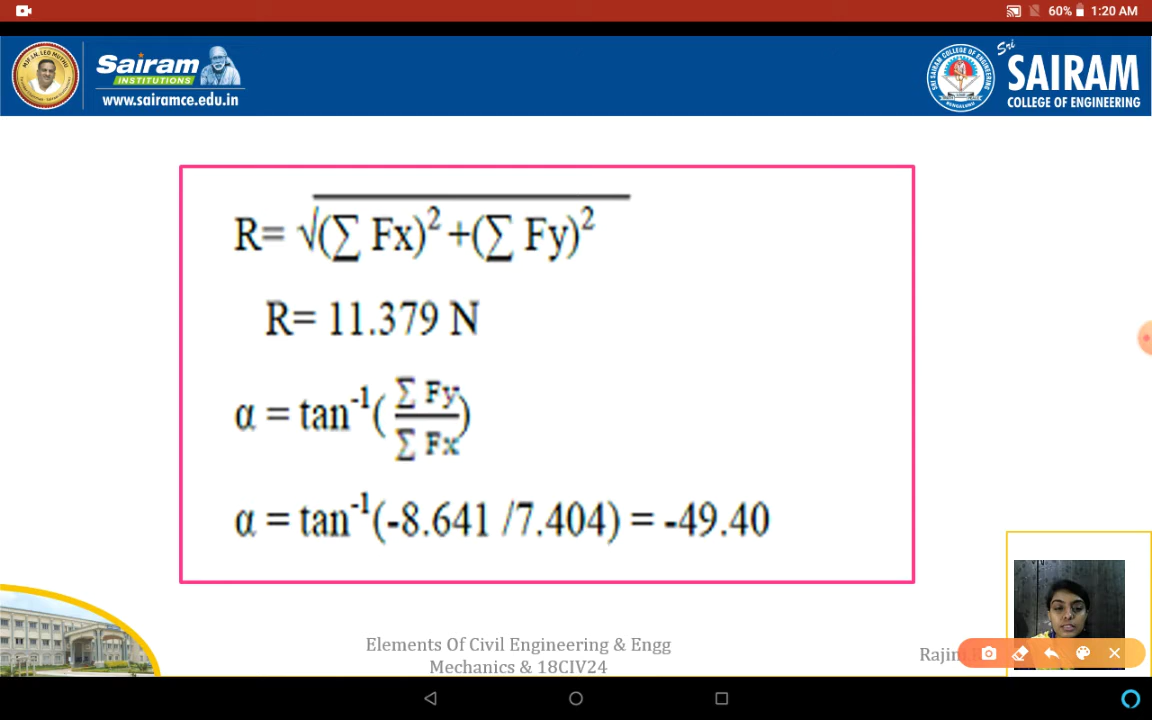 60% 1:20 AM
Sairam
INSTITUTIONS
www.sairamce.edu.in
Sri
SAIRAM
COLLEGE OF ENGINEERING
R= √(∑ Fx)² +(∑ Fy)²
R= 11.379 N
α = tan⁻¹(∑ Fy/∑ Fx)
α = tan⁻¹(-8.641 /7.404) = -49.40
Elements Of Civil Engineering & Engg
Mechanics & 18CIV24